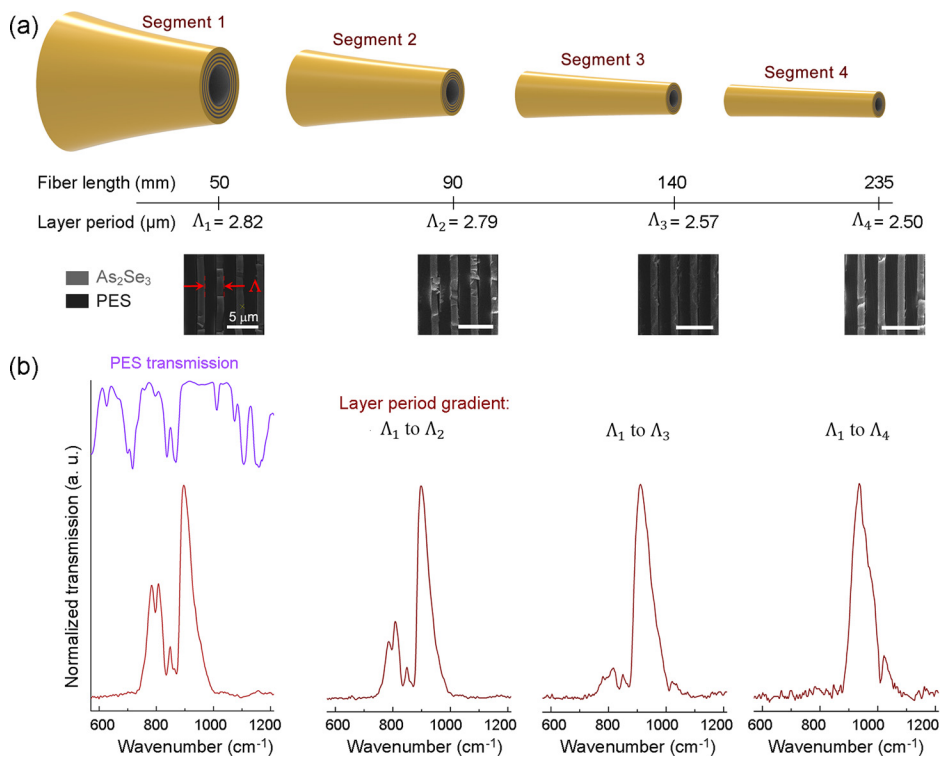 (a)
Segment 1
Segment 2
Segment 3
Segment 4
Fiber length (mm) 50 90 140 235
Layer period (μm) Λ₁ = 2.82 Λ₂ = 2.79 Λ₃ = 2.57 Λ₄ = 2.50
As₂Se₃
PES
Λ
5 μm
(b)
PES transmission
Layer period gradient:
Λ₁ to Λ₂
Λ₁ to Λ₃
Λ₁ to Λ₄
Normalized transmission (a. u.)
600 800 1000 1200
600 800 1000 1200
600 800 1000 1200
600 800 1000 1200
Wavenumber (cm⁻¹)
Wavenumber (cm⁻¹)
Wavenumber (cm⁻¹)
Wavenumber (cm⁻¹)